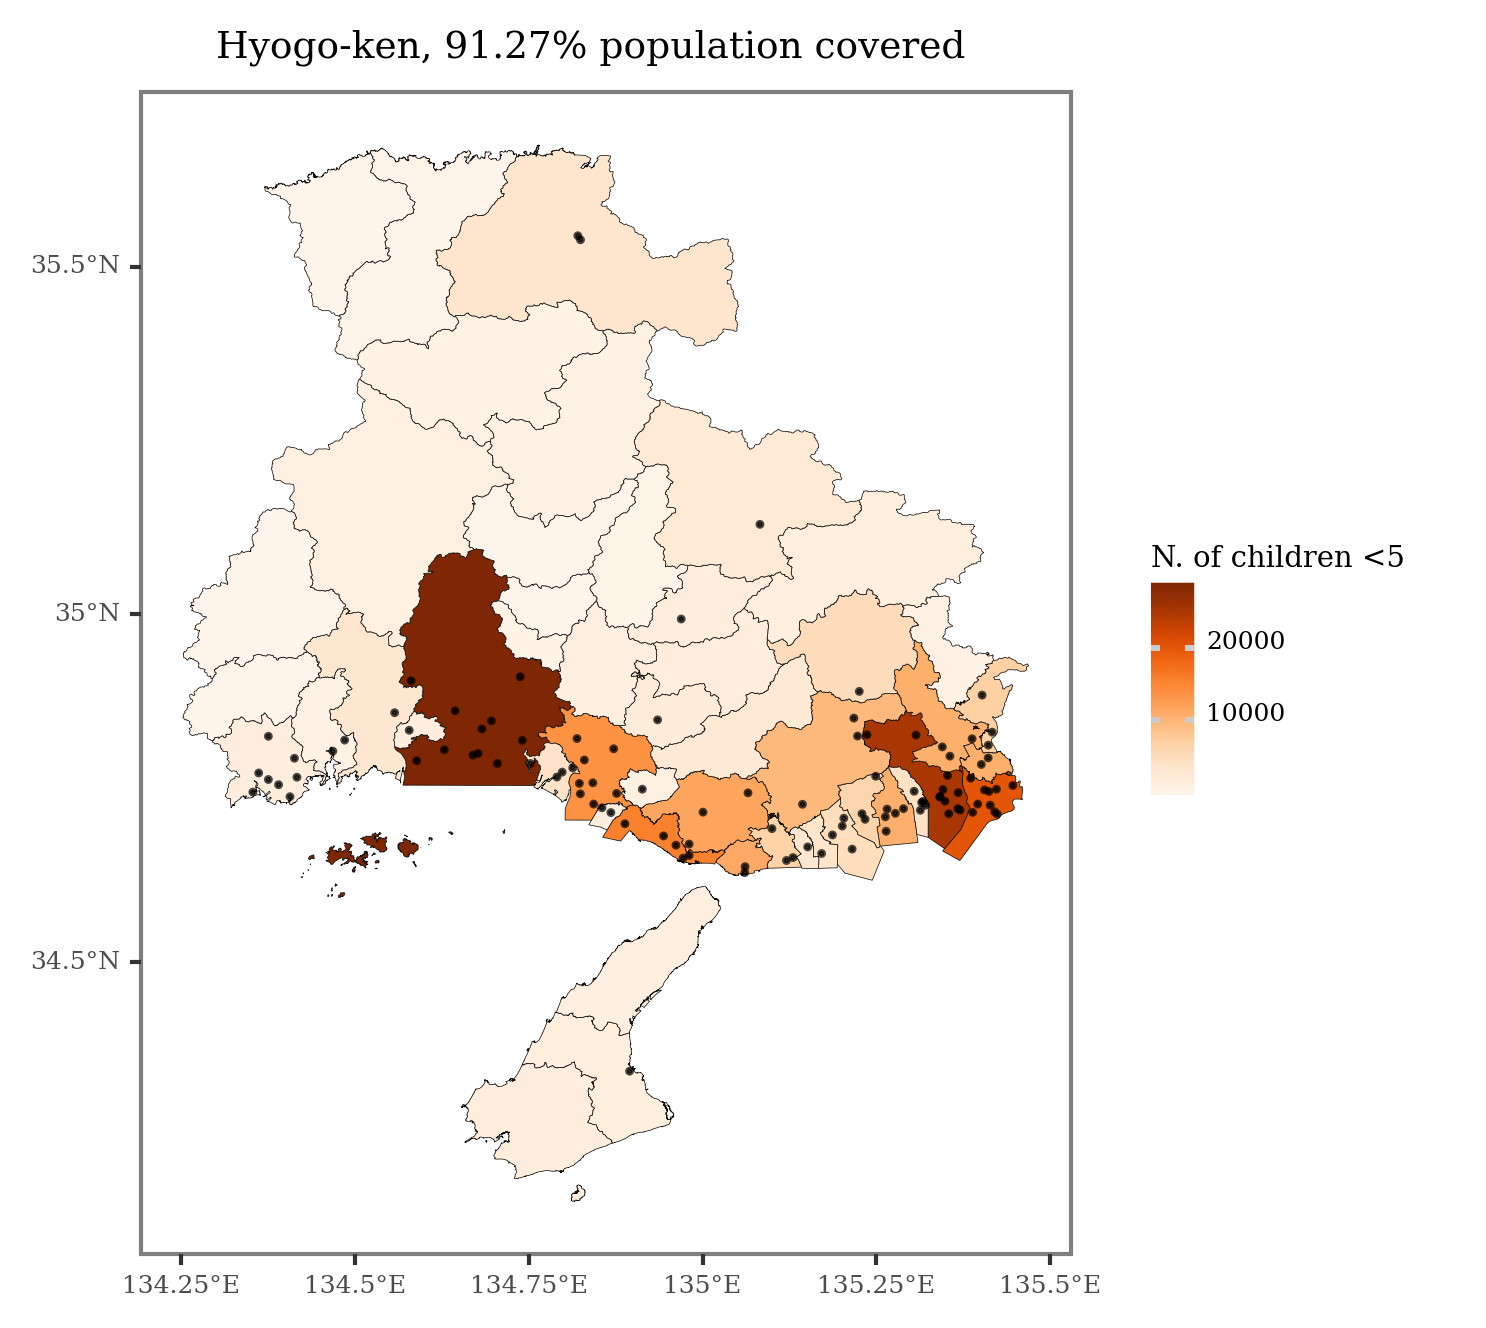 Hyogo-ken, 91.27% population covered
35.5°N
35°N
34.5°N
134.25°E
134.5°E
134.75°E
135°E
135.25°E
135.5°E
N. of children <5
20000
10000